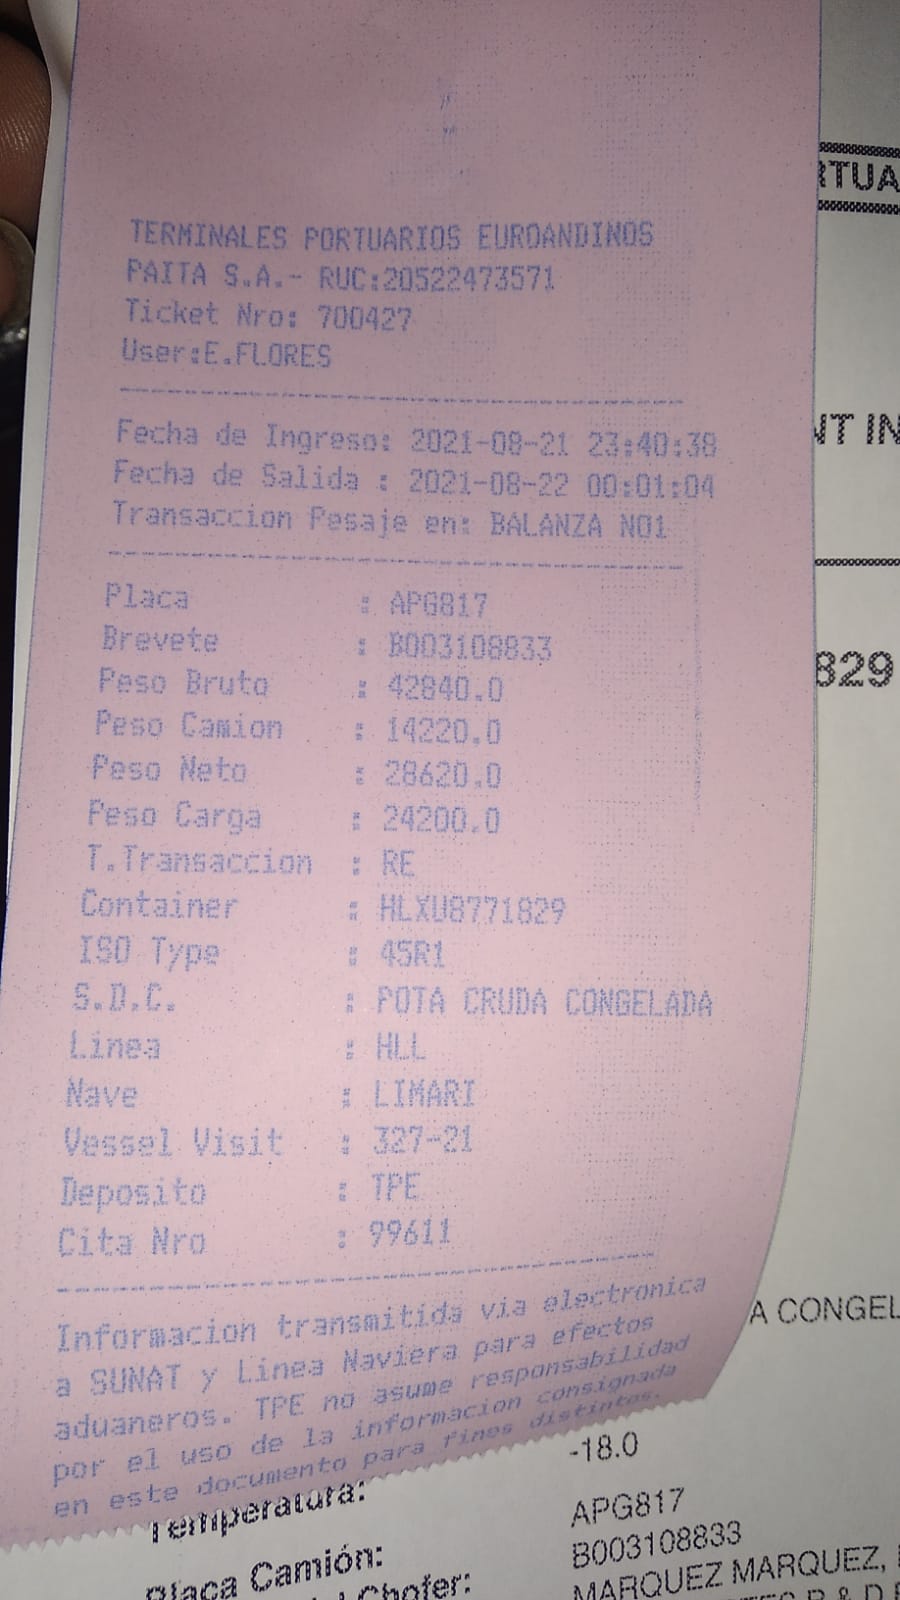 TERMINALES PORTUARIOS EUROANDINOS
PAITA S.A.- RUC:20522473571
Ticket Nro: 700427
User:E.FLORES
Fecha de Ingreso: 2021-08-21 23:40:38
Fecha de Salida : 2021-08-22 00:01:04
Transaccion Pesaje en: BALANZA NO1
Placa : APG817
Brevete : B003108833
Peso Bruto : 42840.0
Peso Camion : 14220.0
Peso Neto : 28620.0
Peso Carga : 24200.0
T.Transaccion : RE
Container : HLXU8771829
ISO Type : 45R1
S.D.C. : POTA CRUDA CONGELADA
Linea : HLL
Nave : LIMARI
Vessel Visit : 327-21
Deposito : TPE
Cita Nro : 99611
Informacion transmitida via electronica
a SUNAT y Linea Naviera para efectos
aduaneros. TPE no asume responsabilidad
por el uso de la informacion consignada
en este documento para fines distintos.
RTUA
NT IN
829
A CONGEL
Temperatura: -18.0
Placa Camión: APG817
Chofer: B003108833
MARQUEZ MARQUEZ,
R & D